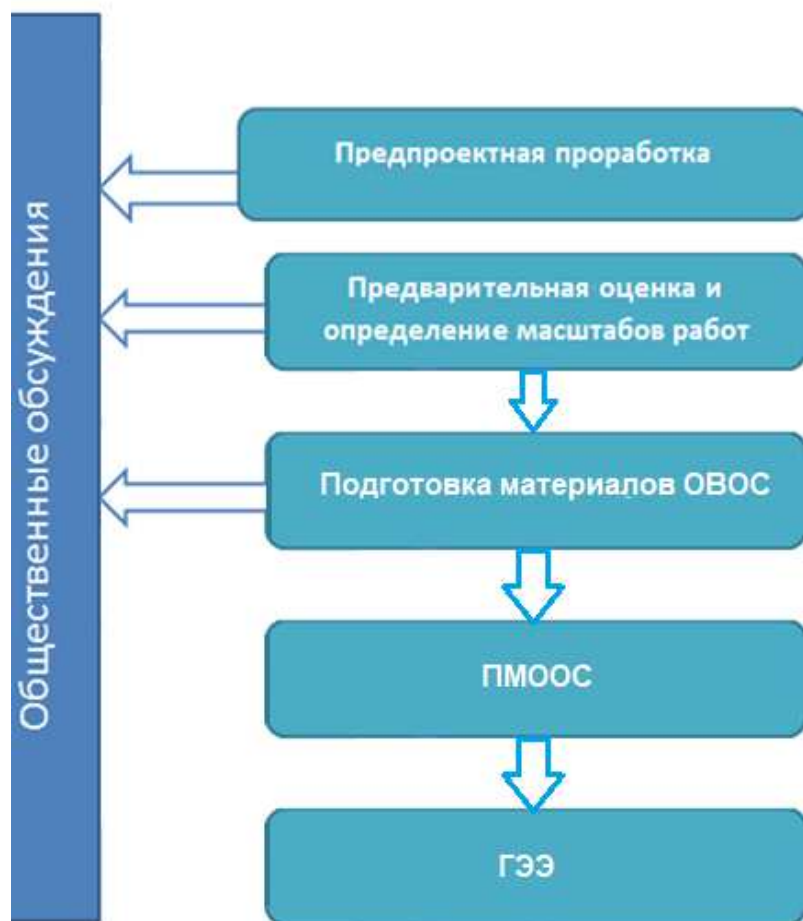 Общественные обсуждения
Предпроектная проработка
Предварительная оценка и
определение масштабов работ
Подготовка материалов ОВОС
ПМООС
ГЭЭ